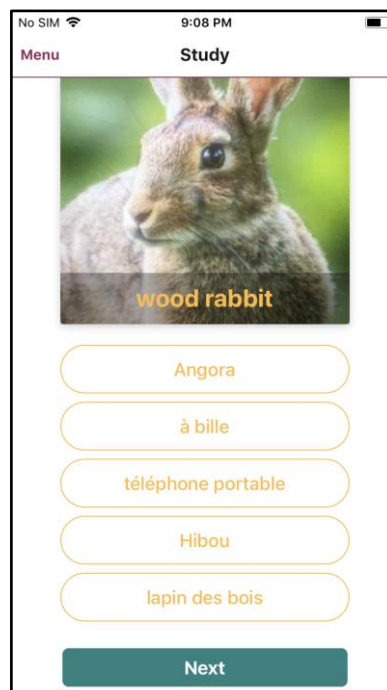 No SIM 9:08 PM
Menu Study
wood rabbit
Angora
à bille
téléphone portable
Hibou
lapin des bois
Next